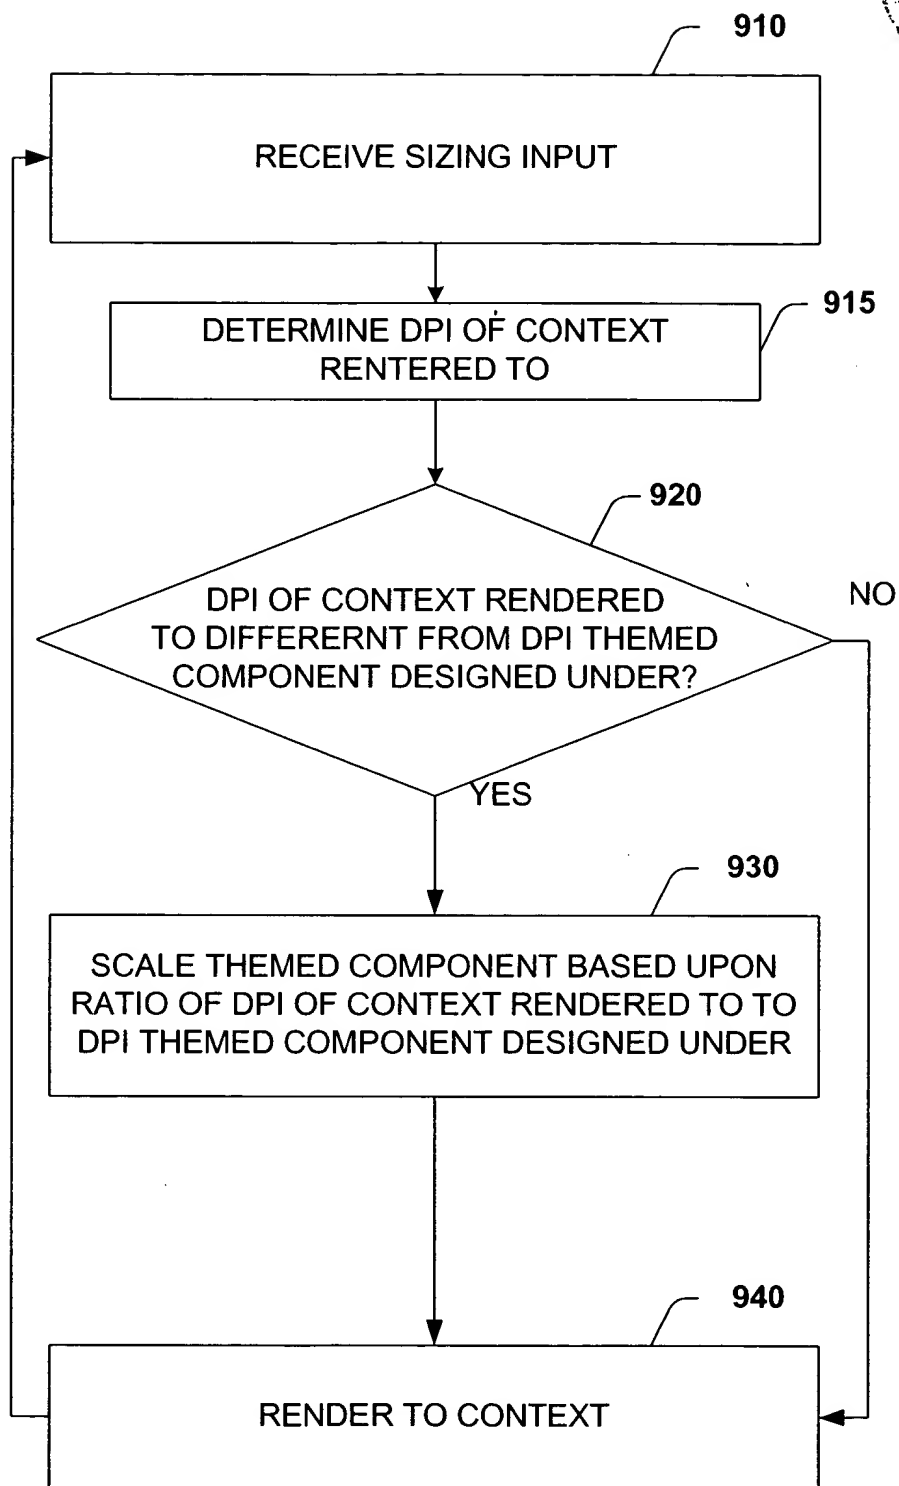 910
RECEIVE SIZING INPUT
915
DETERMINE DPI OF CONTEXT
RENTERED TO
920
DPI OF CONTEXT RENDERED
TO DIFFERERNT FROM DPI THEMED
COMPONENT DESIGNED UNDER?
NO
YES
930
SCALE THEMED COMPONENT BASED UPON
RATIO OF DPI OF CONTEXT RENDERED TO TO
DPI THEMED COMPONENT DESIGNED UNDER
940
RENDER TO CONTEXT